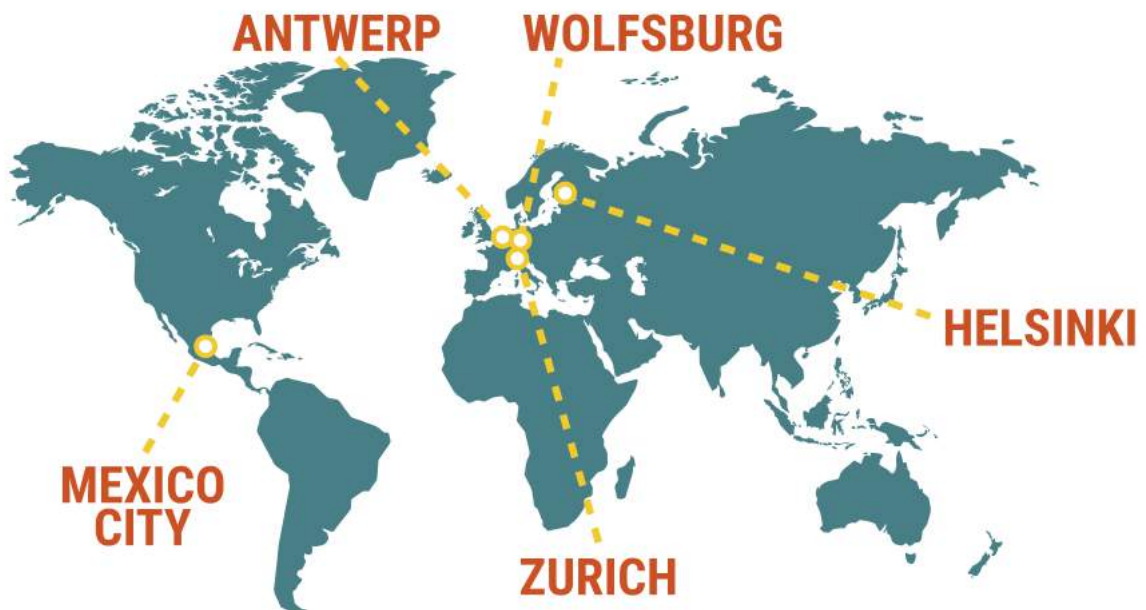 ANTWERP
WOLFSBURG
HELSINKI
MEXICO
CITY
ZURICH